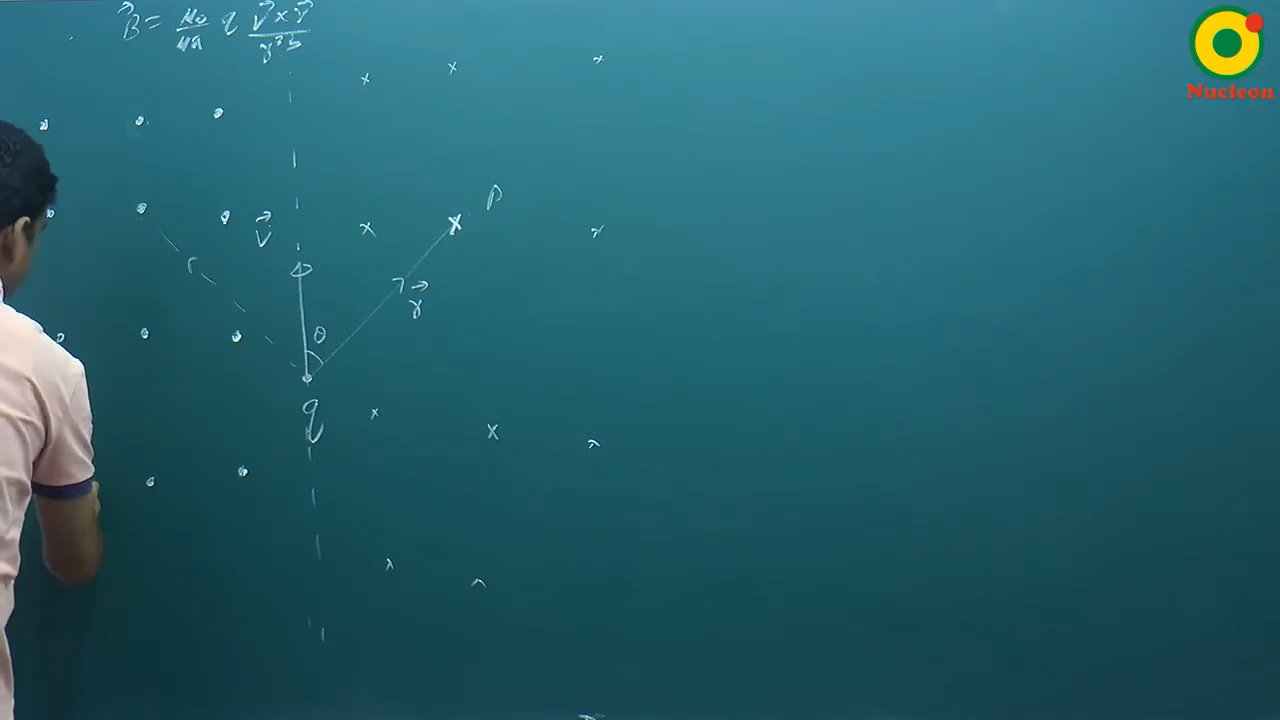 B⃗ = μ₀/4π q v⃗ × r⃗/r³
Nucleon
P
v⃗
r
r⃗
θ
q